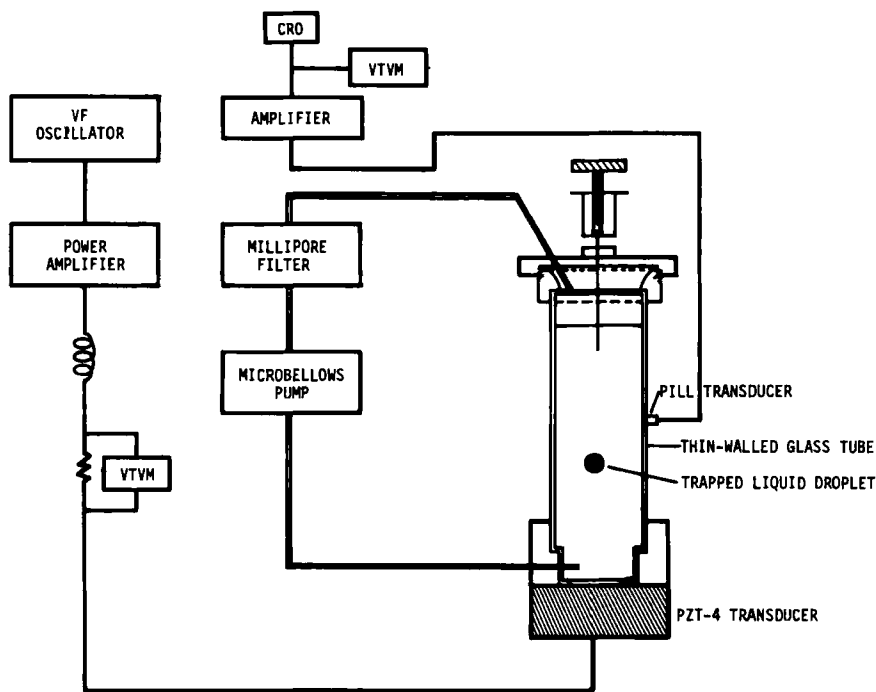 CRO
VTVM
VF
OSCILLATOR
AMPLIFIER
POWER
AMPLIFIER
MILLIPORE
FILTER
MICROBELLOWS
PUMP
PILL TRANSDUCER
THIN-WALLED GLASS TUBE
VTVM
TRAPPED LIQUID DROPLET
PZT-4 TRANSDUCER